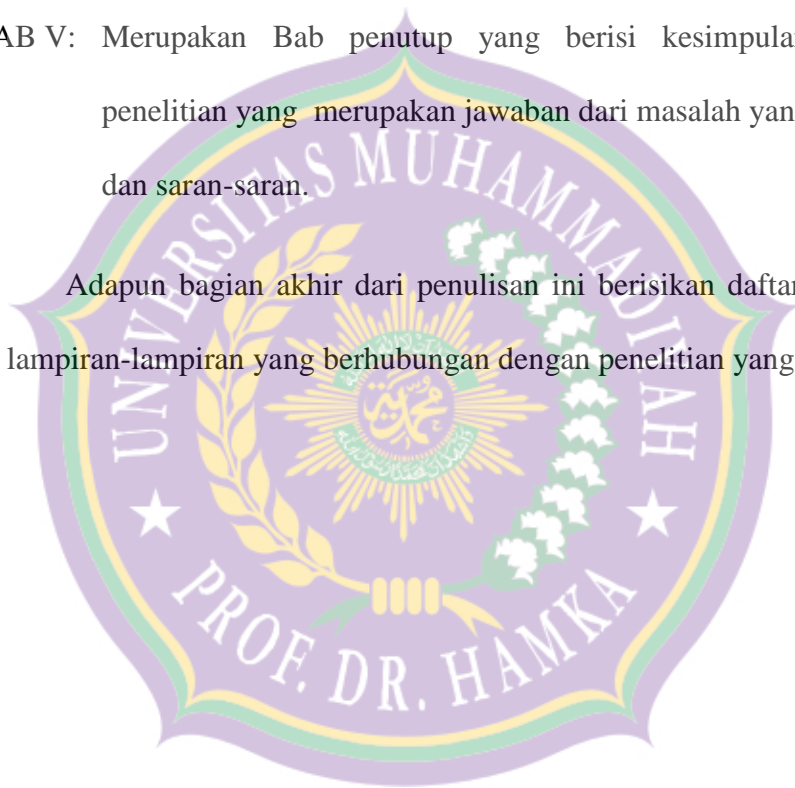 AB V: Merupakan Bab penutup yang berisi kesimpulan
penelitian yang merupakan jawaban dari masalah yan
dan saran-saran.
Adapun bagian akhir dari penulisan ini berisikan daftar
lampiran-lampiran yang berhubungan dengan penelitian yang
UNIVERSITAS MUHAMMADIYAH
PROF. DR. HAMKA